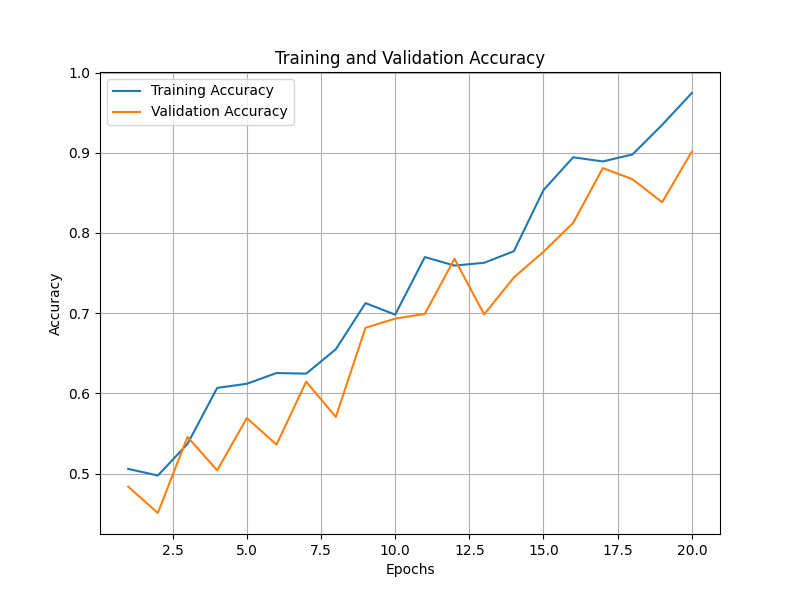 Training and Validation Accuracy
Training Accuracy
Validation Accuracy
1.0
0.9
0.8
0.7
0.6
0.5
Accuracy
2.5 5.0 7.5 10.0 12.5 15.0 17.5 20.0
Epochs